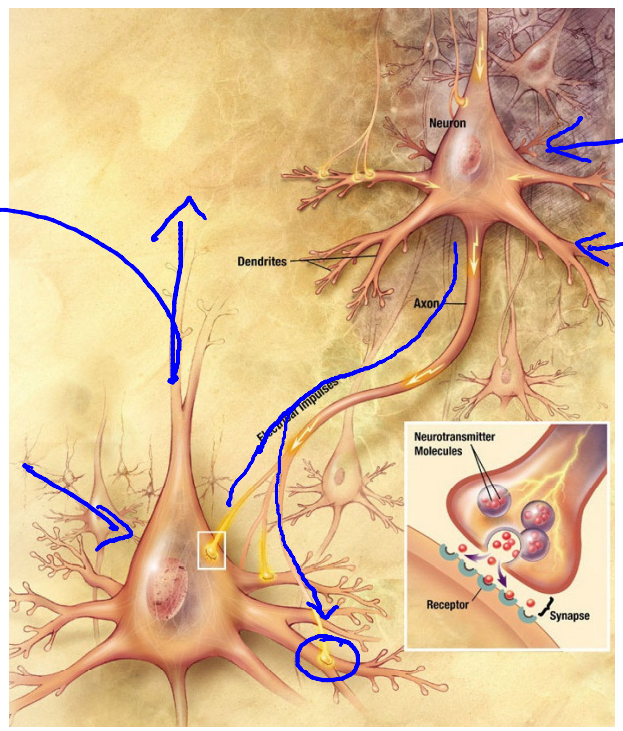 Neuron
Dendrites
Axon
Electrical Impulses
Neurotransmitter
Molecules
Receptor
Synapse